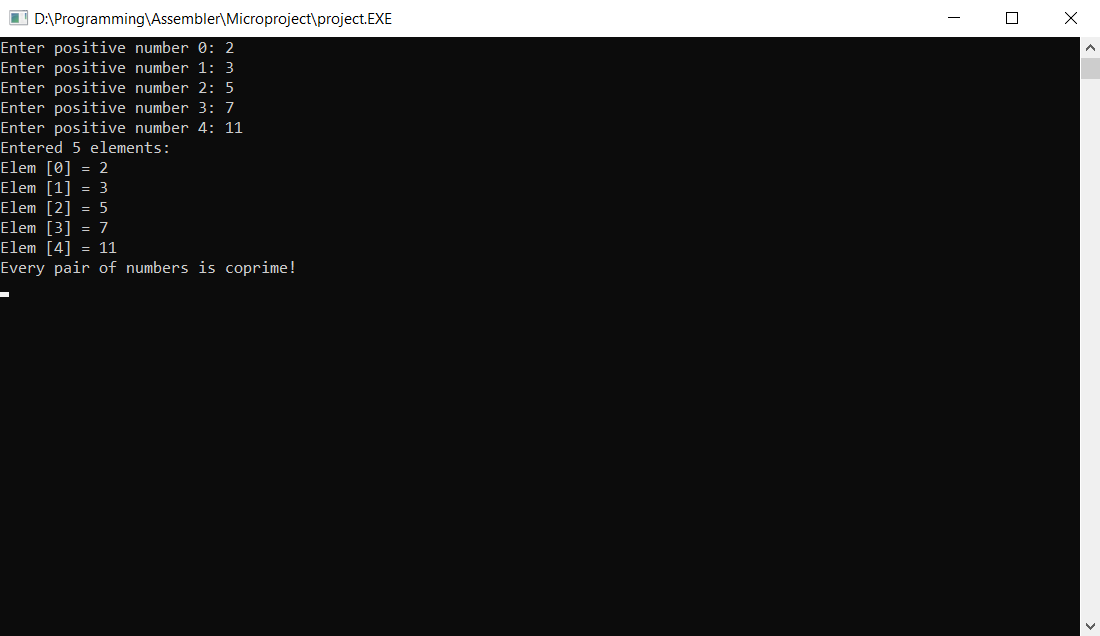 D:\Programming\Assembler\Microproject\project.EXE
Enter positive number 0: 2
Enter positive number 1: 3
Enter positive number 2: 5
Enter positive number 3: 7
Enter positive number 4: 11
Entered 5 elements:
Elem [0] = 2
Elem [1] = 3
Elem [2] = 5
Elem [3] = 7
Elem [4] = 11
Every pair of numbers is coprime!